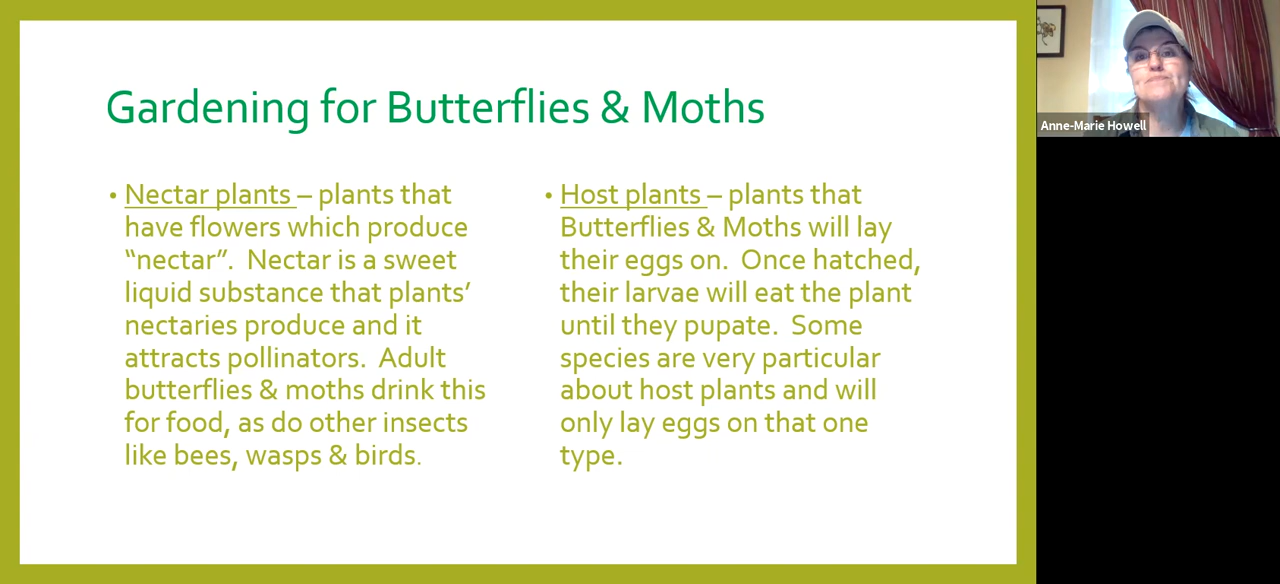 Gardening for Butterflies & Moths
• Nectar plants – plants that
have flowers which produce
“nectar”.  Nectar is a sweet
liquid substance that plants’
nectaries produce and it
attracts pollinators.  Adult
butterflies & moths drink this
for food, as do other insects
like bees, wasps & birds.
• Host plants – plants that
Butterflies & Moths will lay
their eggs on.  Once hatched,
their larvae will eat the plant
until they pupate.  Some
species are very particular
about host plants and will
only lay eggs on that one
type.
Anne-Marie Howell